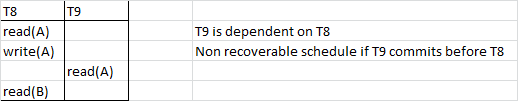 T8 T9
read(A) T9 is dependent on T8
write(A) Non recoverable schedule if T9 commits before T8
read(A)
read(B)